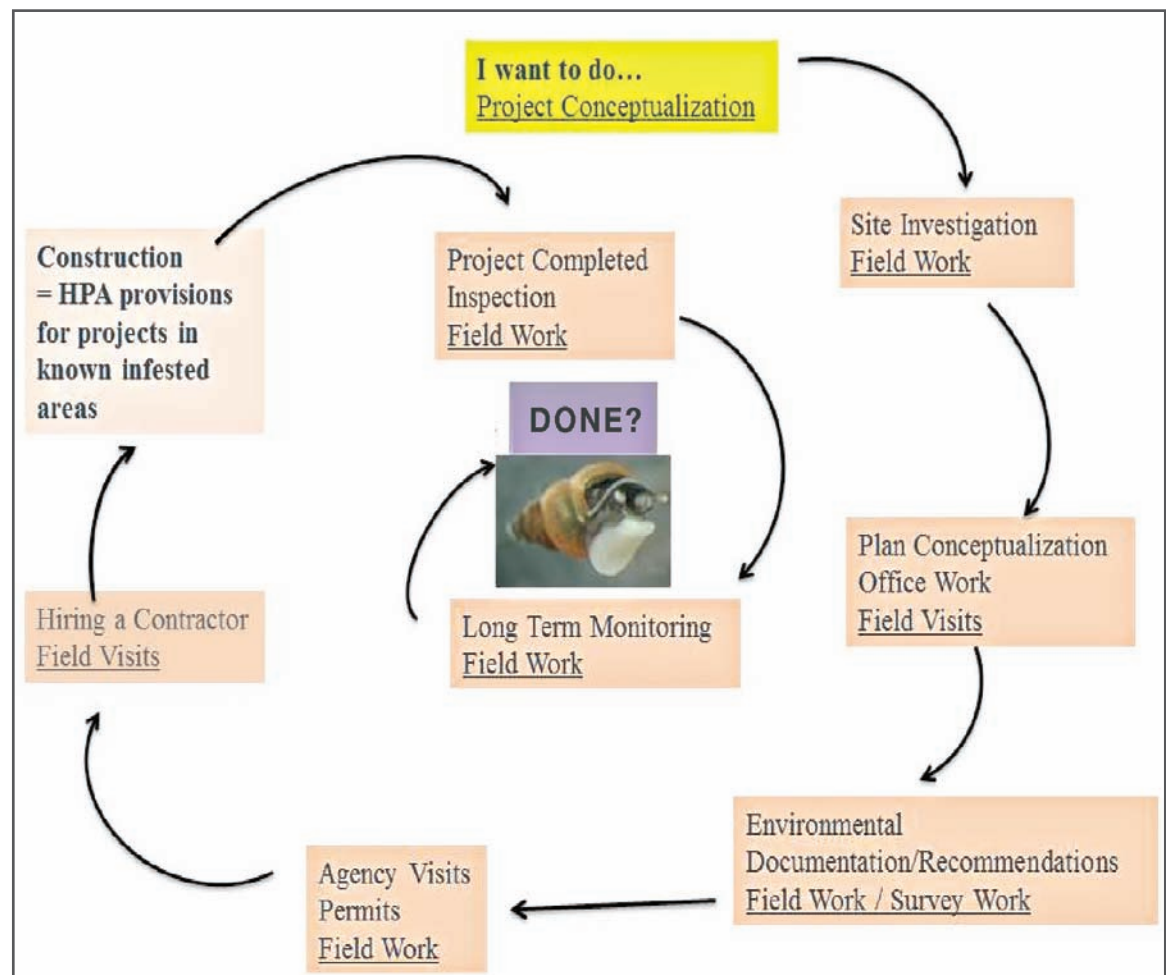 I want to do...
Project Conceptualization
Site Investigation
Field Work
Plan Conceptualization
Office Work
Field Visits
Environmental
Documentation/Recommendations
Field Work / Survey Work
Agency Visits
Permits
Field Work
Hiring a Contractor
Field Visits
Construction
= HPA provisions
for projects in
known infested
areas
Project Completed
Inspection
Field Work
Long Term Monitoring
Field Work
DONE?